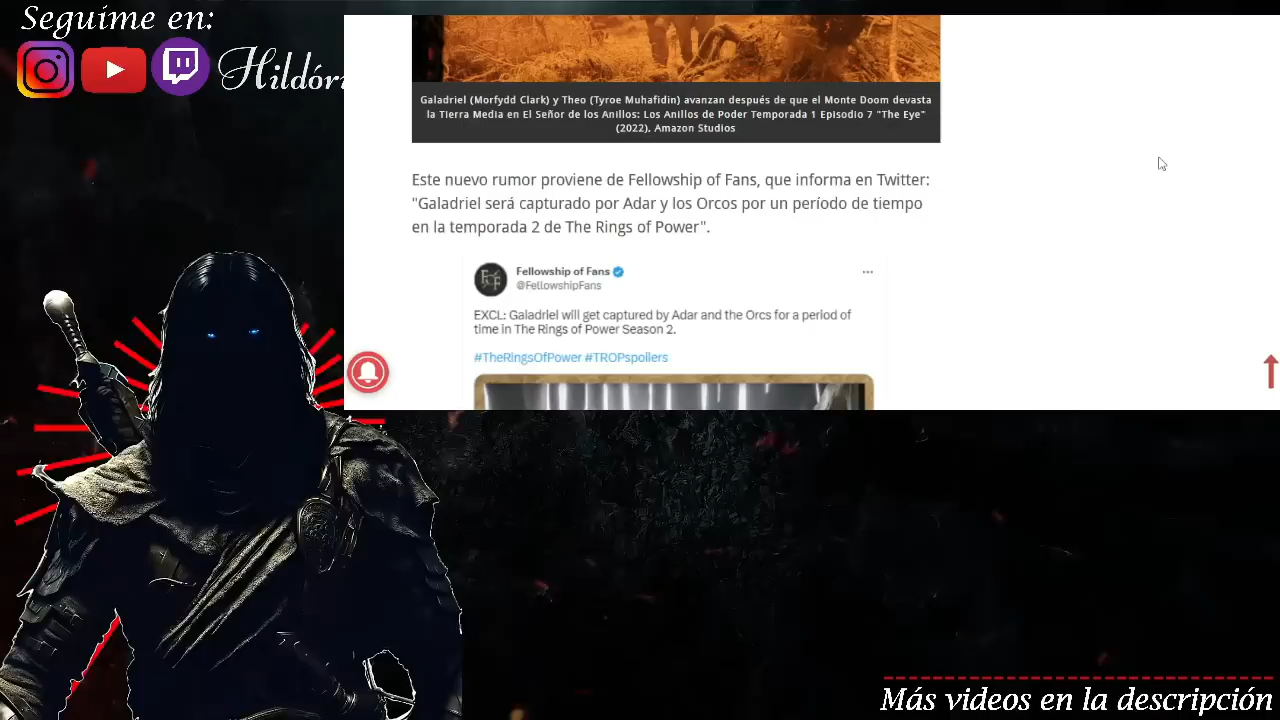 Seguime en:
Galadriel (Morfydd Clark) y Theo (Tyroe Muhafidin) avanzan después de que el Monte Doom devasta
la Tierra Media en El Señor de los Anillos: Los Anillos de Poder Temporada 1 Episodio 7 "The Eye"
(2022), Amazon Studios
Este nuevo rumor proviene de Fellowship of Fans, que informa en Twitter:
"Galadriel será capturado por Adar y los Orcos por un período de tiempo
en la temporada 2 de The Rings of Power".
Fellowship of Fans
@FellowshipFans
EXCL: Galadriel will get captured by Adar and the Orcs for a period of
time in The Rings of Power Season 2.
#TheRingsOfPower #TROPspoilers
Más videos en la descripción